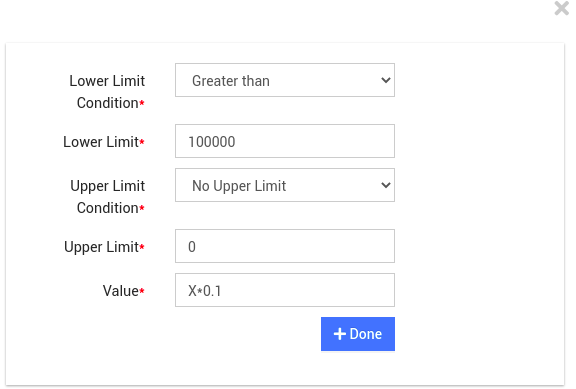 Lower Limit Condition* Greater than
Lower Limit* 100000
Upper Limit Condition* No Upper Limit
Upper Limit* 0
Value* X*0.1
Done